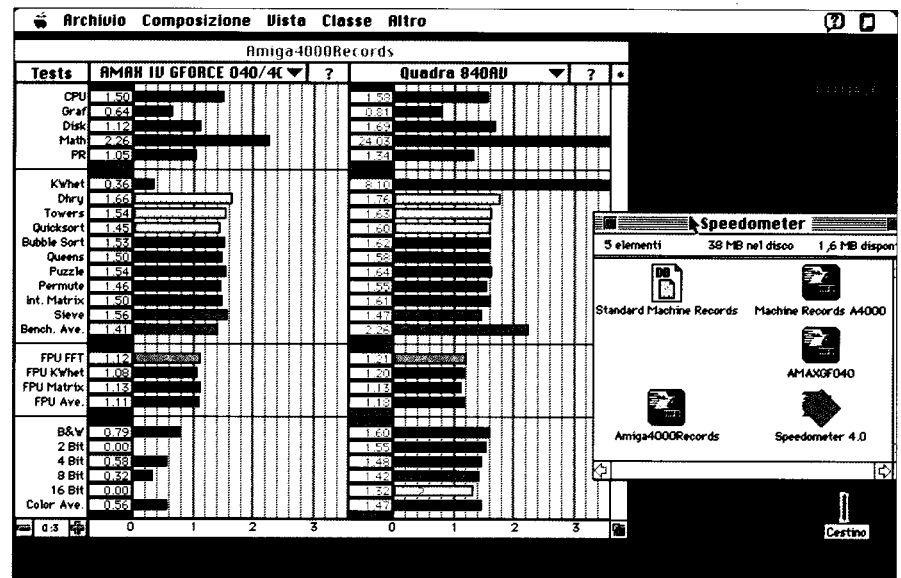 Archivio Composizione Vista Classe Altro
Amiga4000Records
Tests AMAX IV GFORCE 040/40 ? Quadra 840AV ? *
CPU 1.50 1.58
Graf 0.64 0.81
Disk 1.12 1.69
Math 2.26 24.03
PR 1.05 1.34
KWhet 0.36 8.10
Dhry 1.66 1.76
Towers 1.54 1.63
Quicksort 1.45 1.60
Bubble Sort 1.53 1.62
Queens 1.50 1.58
Puzzle 1.54 1.64
Permute 1.46 1.55
Int. Matrix 1.50 1.61
Sieve 1.56 1.47
Bench. Ave. 1.41 2.26
FPU FFT 1.12 1.21
FPU KWhet 1.08 1.20
FPU Matrix 1.13 1.13
FPU Ave. 1.11 1.18
B&W 0.79 1.60
2 Bit 0.00 1.55
4 Bit 0.58 1.48
8 Bit 0.32 1.42
16 Bit 0.00 1.32
Color Ave. 0.56 1.47
0:3 0 1 2 3 0 1 2 3
Speedometer
5 elementi 38 MB nel disco 1,6 MB dispon
Standard Machine Records Machine Records A4000
AMAXGF040
Amiga4000Records Speedometer 4.0
Cestino